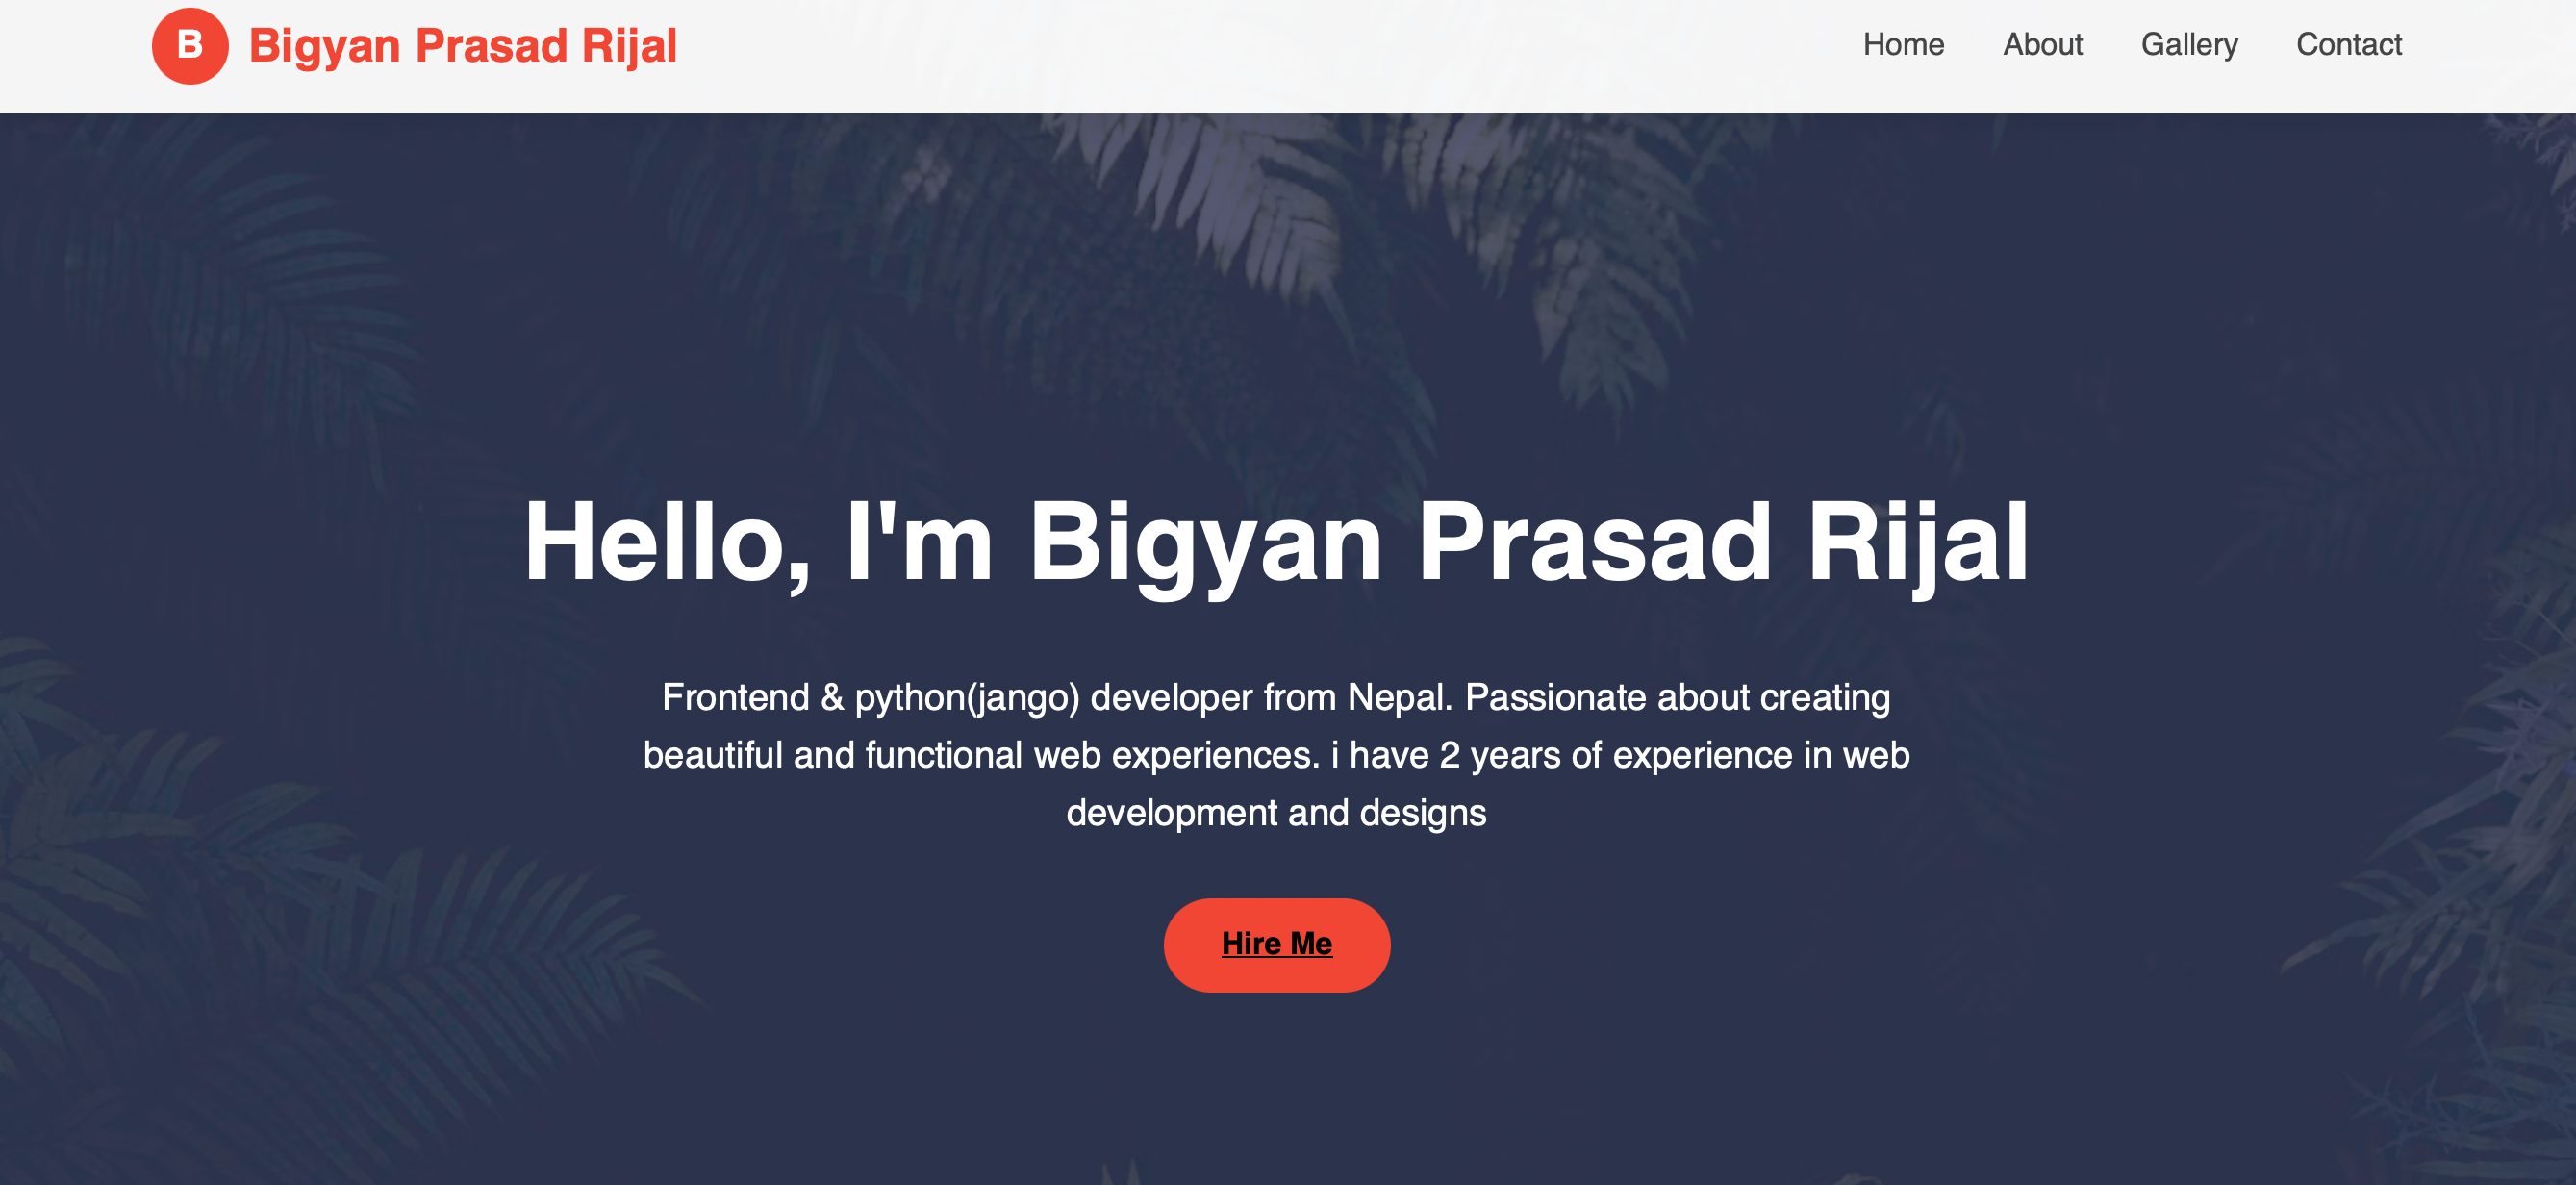 B
Bigyan Prasad Rijal
Home About Gallery Contact
Hello, I'm Bigyan Prasad Rijal
Frontend & python(jango) developer from Nepal. Passionate about creating
beautiful and functional web experiences. i have 2 years of experience in web
development and designs
Hire Me